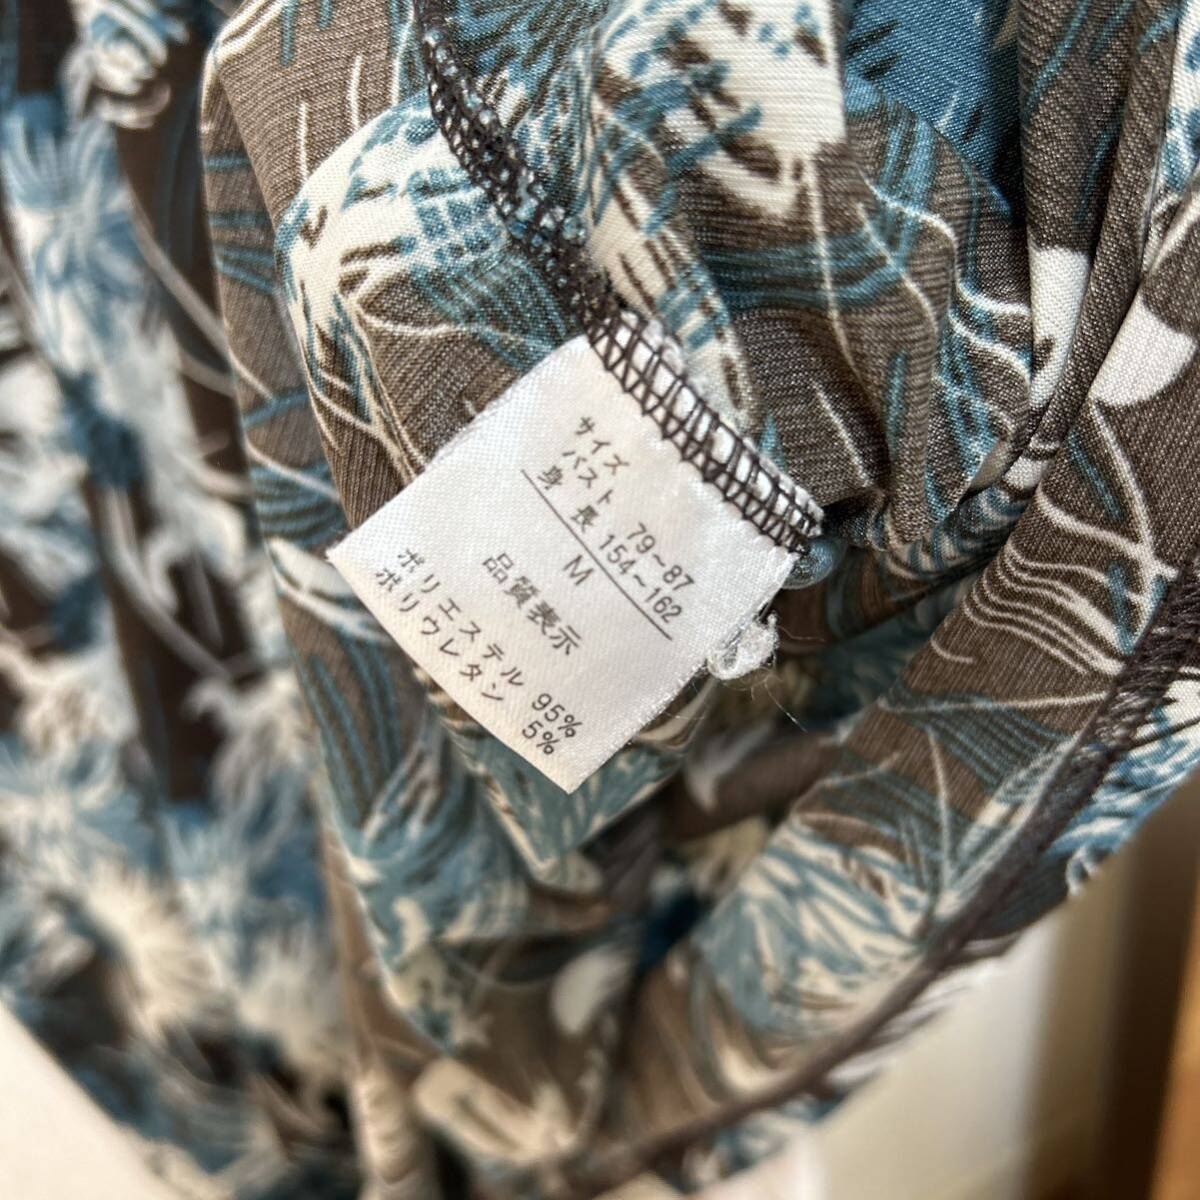 サイズ
バスト 79～87
身長 154～162
M
品質表示
ポリエステル 95%
ポリウレタン 5%